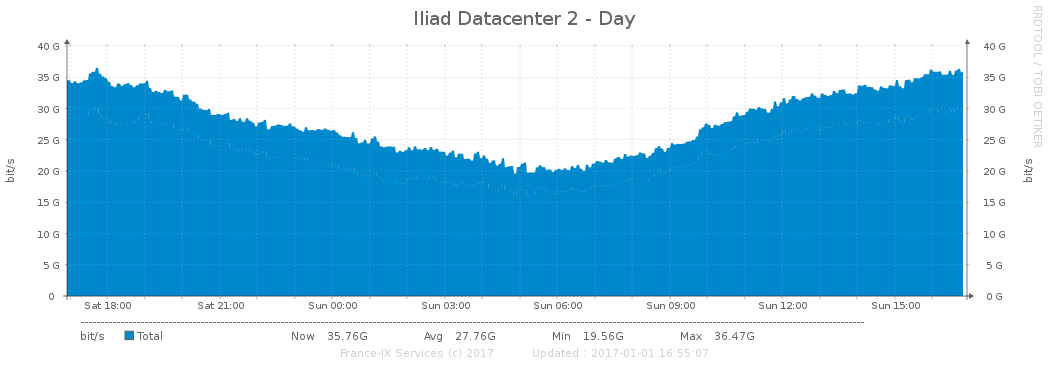 Iliad Datacenter 2 - Day
RRDTOOL / TOBI OETIKER
40 G 40 G
35 G 35 G
30 G 30 G
25 G 25 G
20 G 20 G
15 G 15 G
10 G 10 G
5 G 5 G
0 0 G
bit/s
bit/s
Sat 18:00 Sat 21:00 Sun 00:00 Sun 03:00 Sun 06:00 Sun 09:00 Sun 12:00 Sun 15:00
bit/s Total Now 35.76G Avg 27.76G Min 19.56G Max 36.47G
France-IX Services (c) 2017 Updated : 2017-01-01 16:55:07